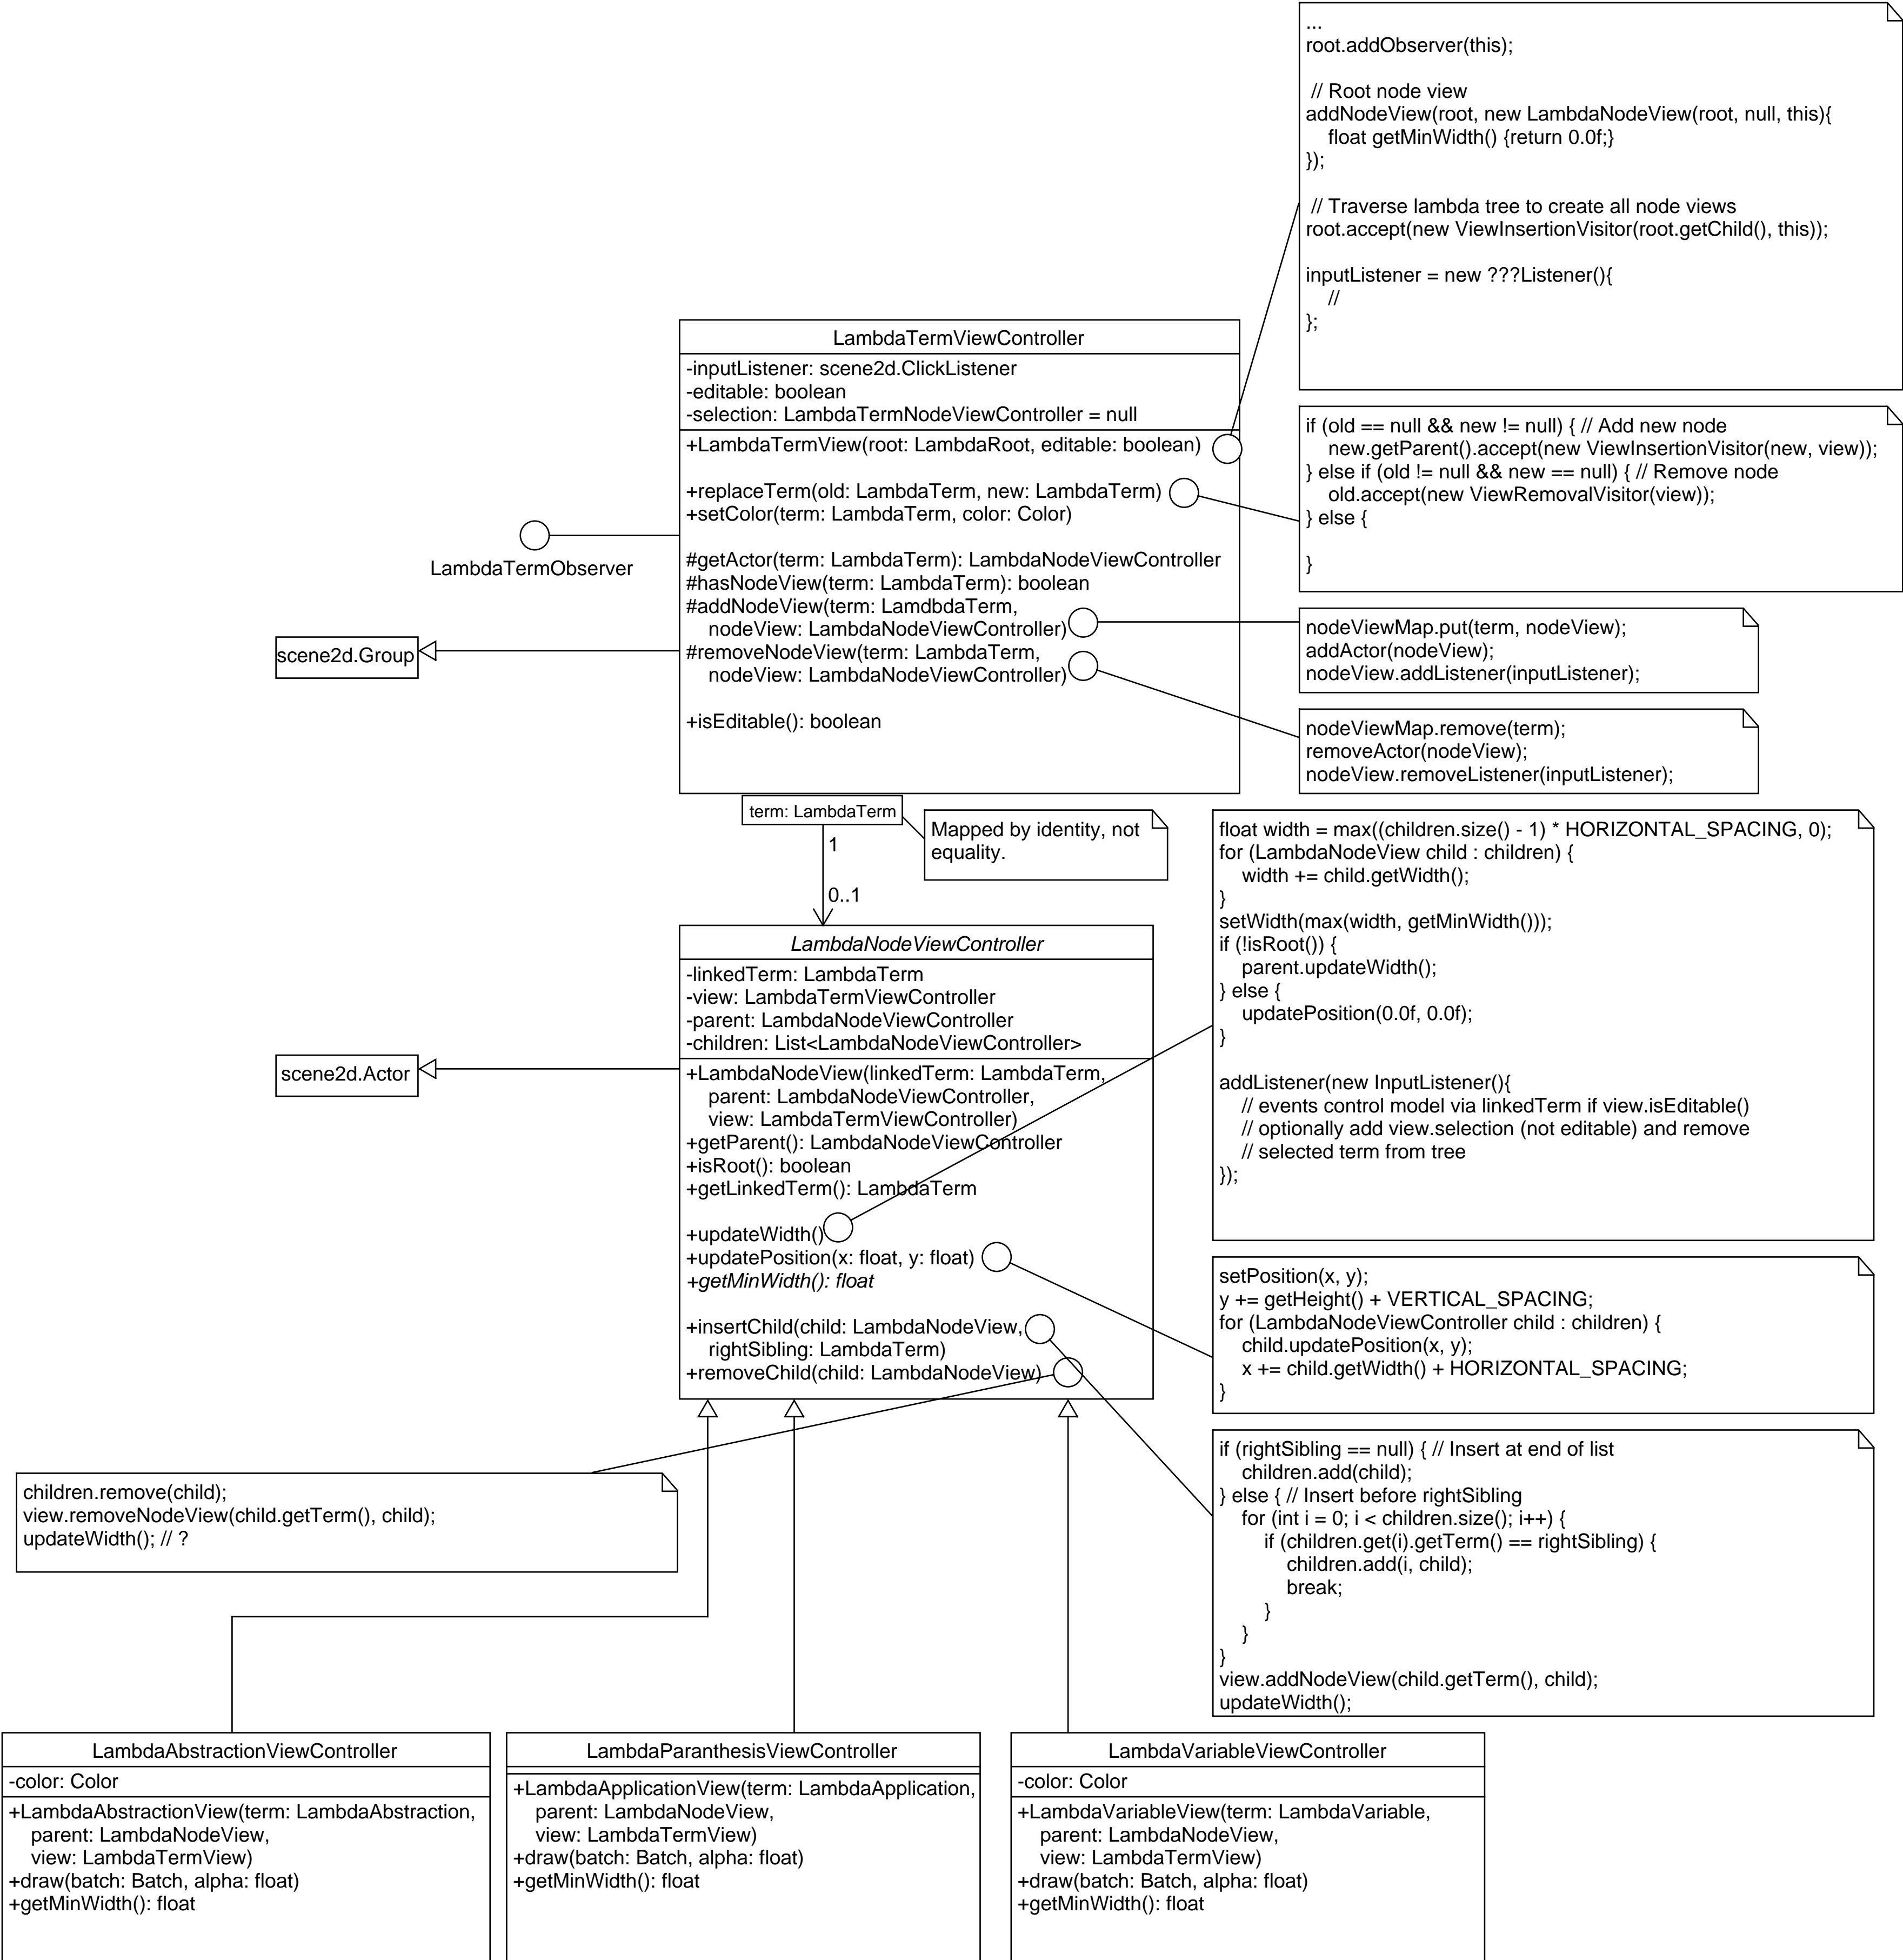 ...
root.addObserver(this);
// Root node view
addNodeView(root, new LambdaNodeView(root, null, this){
float getMinWidth() {return 0.0f;}
});
// Traverse lambda tree to create all node views
root.accept(new ViewInsertionVisitor(root.getChild(), this));
inputListener = new ???Listener(){
//
};
LambdaTermViewController
-inputListener: scene2d.ClickListener
-editable: boolean
-selection: LambdaTermNodeViewController = null
+LambdaTermView(root: LambdaRoot, editable: boolean)
+replaceTerm(old: LambdaTerm, new: LambdaTerm)
+setColor(term: LambdaTerm, color: Color)
#getActor(term: LambdaTerm): LambdaNodeViewController
#hasNodeView(term: LambdaTerm): boolean
#addNodeView(term: LamdbdaTerm,
nodeView: LambdaNodeViewController)
#removeNodeView(term: LambdaTerm,
nodeView: LambdaNodeViewController)
+isEditable(): boolean
if (old == null && new != null) { // Add new node
new.getParent().accept(new ViewInsertionVisitor(new, view));
} else if (old != null && new == null) { // Remove node
old.accept(new ViewRemovalVisitor(view));
} else {
}
LambdaTermObserver
scene2d.Group
nodeViewMap.put(term, nodeView);
addActor(nodeView);
nodeView.addListener(inputListener);
nodeViewMap.remove(term);
removeActor(nodeView);
nodeView.removeListener(inputListener);
term: LambdaTerm
1
0..1
Mapped by identity, not
equality.
float width = max((children.size() - 1) * HORIZONTAL_SPACING, 0);
for (LambdaNodeView child : children) {
width += child.getWidth();
}
setWidth(max(width, getMinWidth()));
if (!isRoot()) {
parent.updateWidth();
} else {
updatePosition(0.0f, 0.0f);
}
addListener(new InputListener(){
// events control model via linkedTerm if view.isEditable()
// optionally add view.selection (not editable) and remove
// selected term from tree
});
LambdaNodeViewController
-linkedTerm: LambdaTerm
-view: LambdaTermViewController
-parent: LambdaNodeViewController
-children: List<LambdaNodeViewController>
+LambdaNodeView(linkedTerm: LambdaTerm,
parent: LambdaNodeViewController,
view: LambdaTermViewController)
+getParent(): LambdaNodeViewController
+isRoot(): boolean
+getLinkedTerm(): LambdaTerm
+updateWidth()
+updatePosition(x: float, y: float)
+getMinWidth(): float
+insertChild(child: LambdaNodeView,
rightSibling: LambdaTerm)
+removeChild(child: LambdaNodeView)
scene2d.Actor
setPosition(x, y);
y += getHeight() + VERTICAL_SPACING;
for (LambdaNodeViewController child : children) {
child.updatePosition(x, y);
x += child.getWidth() + HORIZONTAL_SPACING;
}
if (rightSibling == null) { // Insert at end of list
children.add(child);
} else { // Insert before rightSibling
for (int i = 0; i < children.size(); i++) {
if (children.get(i).getTerm() == rightSibling) {
children.add(i, child);
break;
}
}
}
view.addNodeView(child.getTerm(), child);
updateWidth();
children.remove(child);
view.removeNodeView(child.getTerm(), child);
updateWidth(); // ?
LambdaAbstractionViewController
-color: Color
+LambdaAbstractionView(term: LambdaAbstraction,
parent: LambdaNodeView,
view: LambdaTermView)
+draw(batch: Batch, alpha: float)
+getMinWidth(): float
LambdaParanthesisViewController
+LambdaApplicationView(term: LambdaApplication,
parent: LambdaNodeView,
view: LambdaTermView)
+draw(batch: Batch, alpha: float)
+getMinWidth(): float
LambdaVariableViewController
-color: Color
+LambdaVariableView(term: LambdaVariable,
parent: LambdaNodeView,
view: LambdaTermView)
+draw(batch: Batch, alpha: float)
+getMinWidth(): float